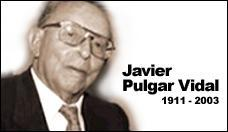 Javier
Pulgar Vidal
1911 - 2003